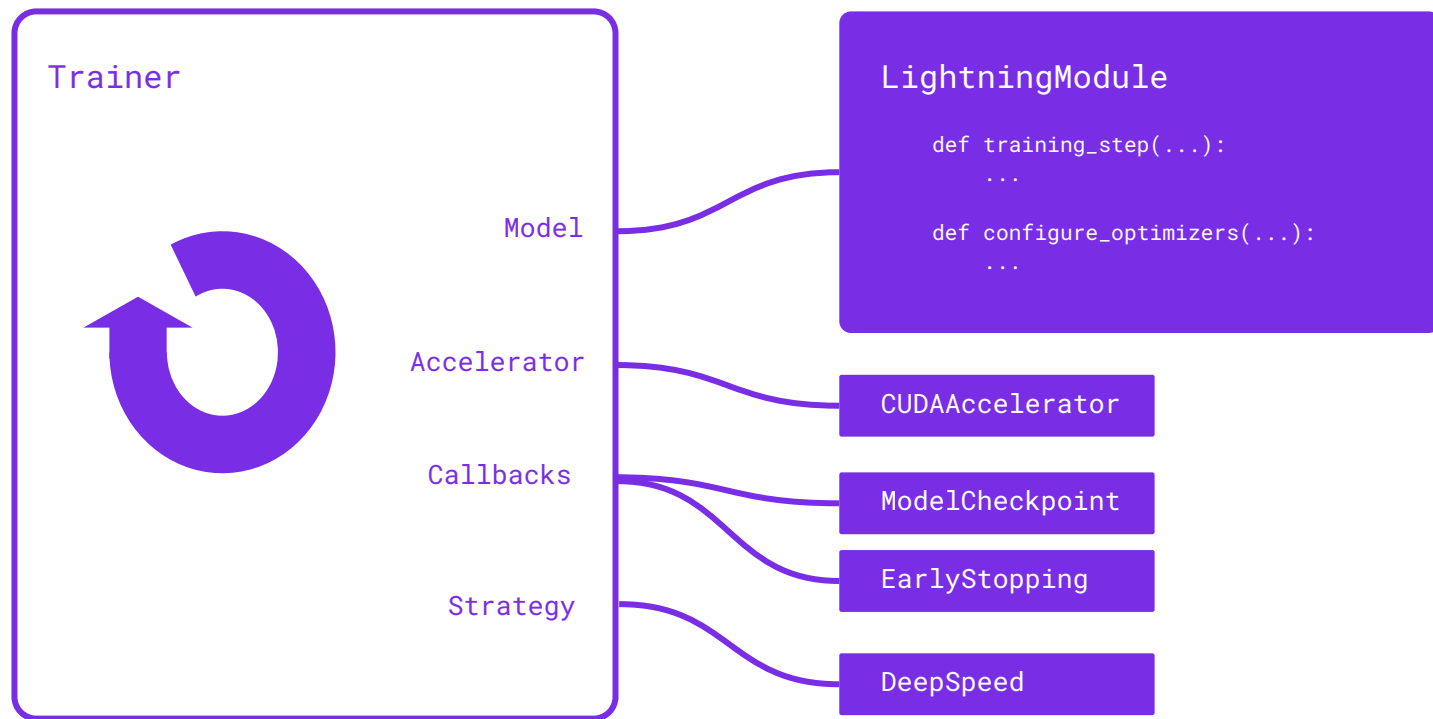 Trainer
Model
Accelerator
Callbacks
Strategy
LightningModule
def training_step(...):
...
def configure_optimizers(...):
...
CUDAAccelerator
ModelCheckpoint
EarlyStopping
DeepSpeed